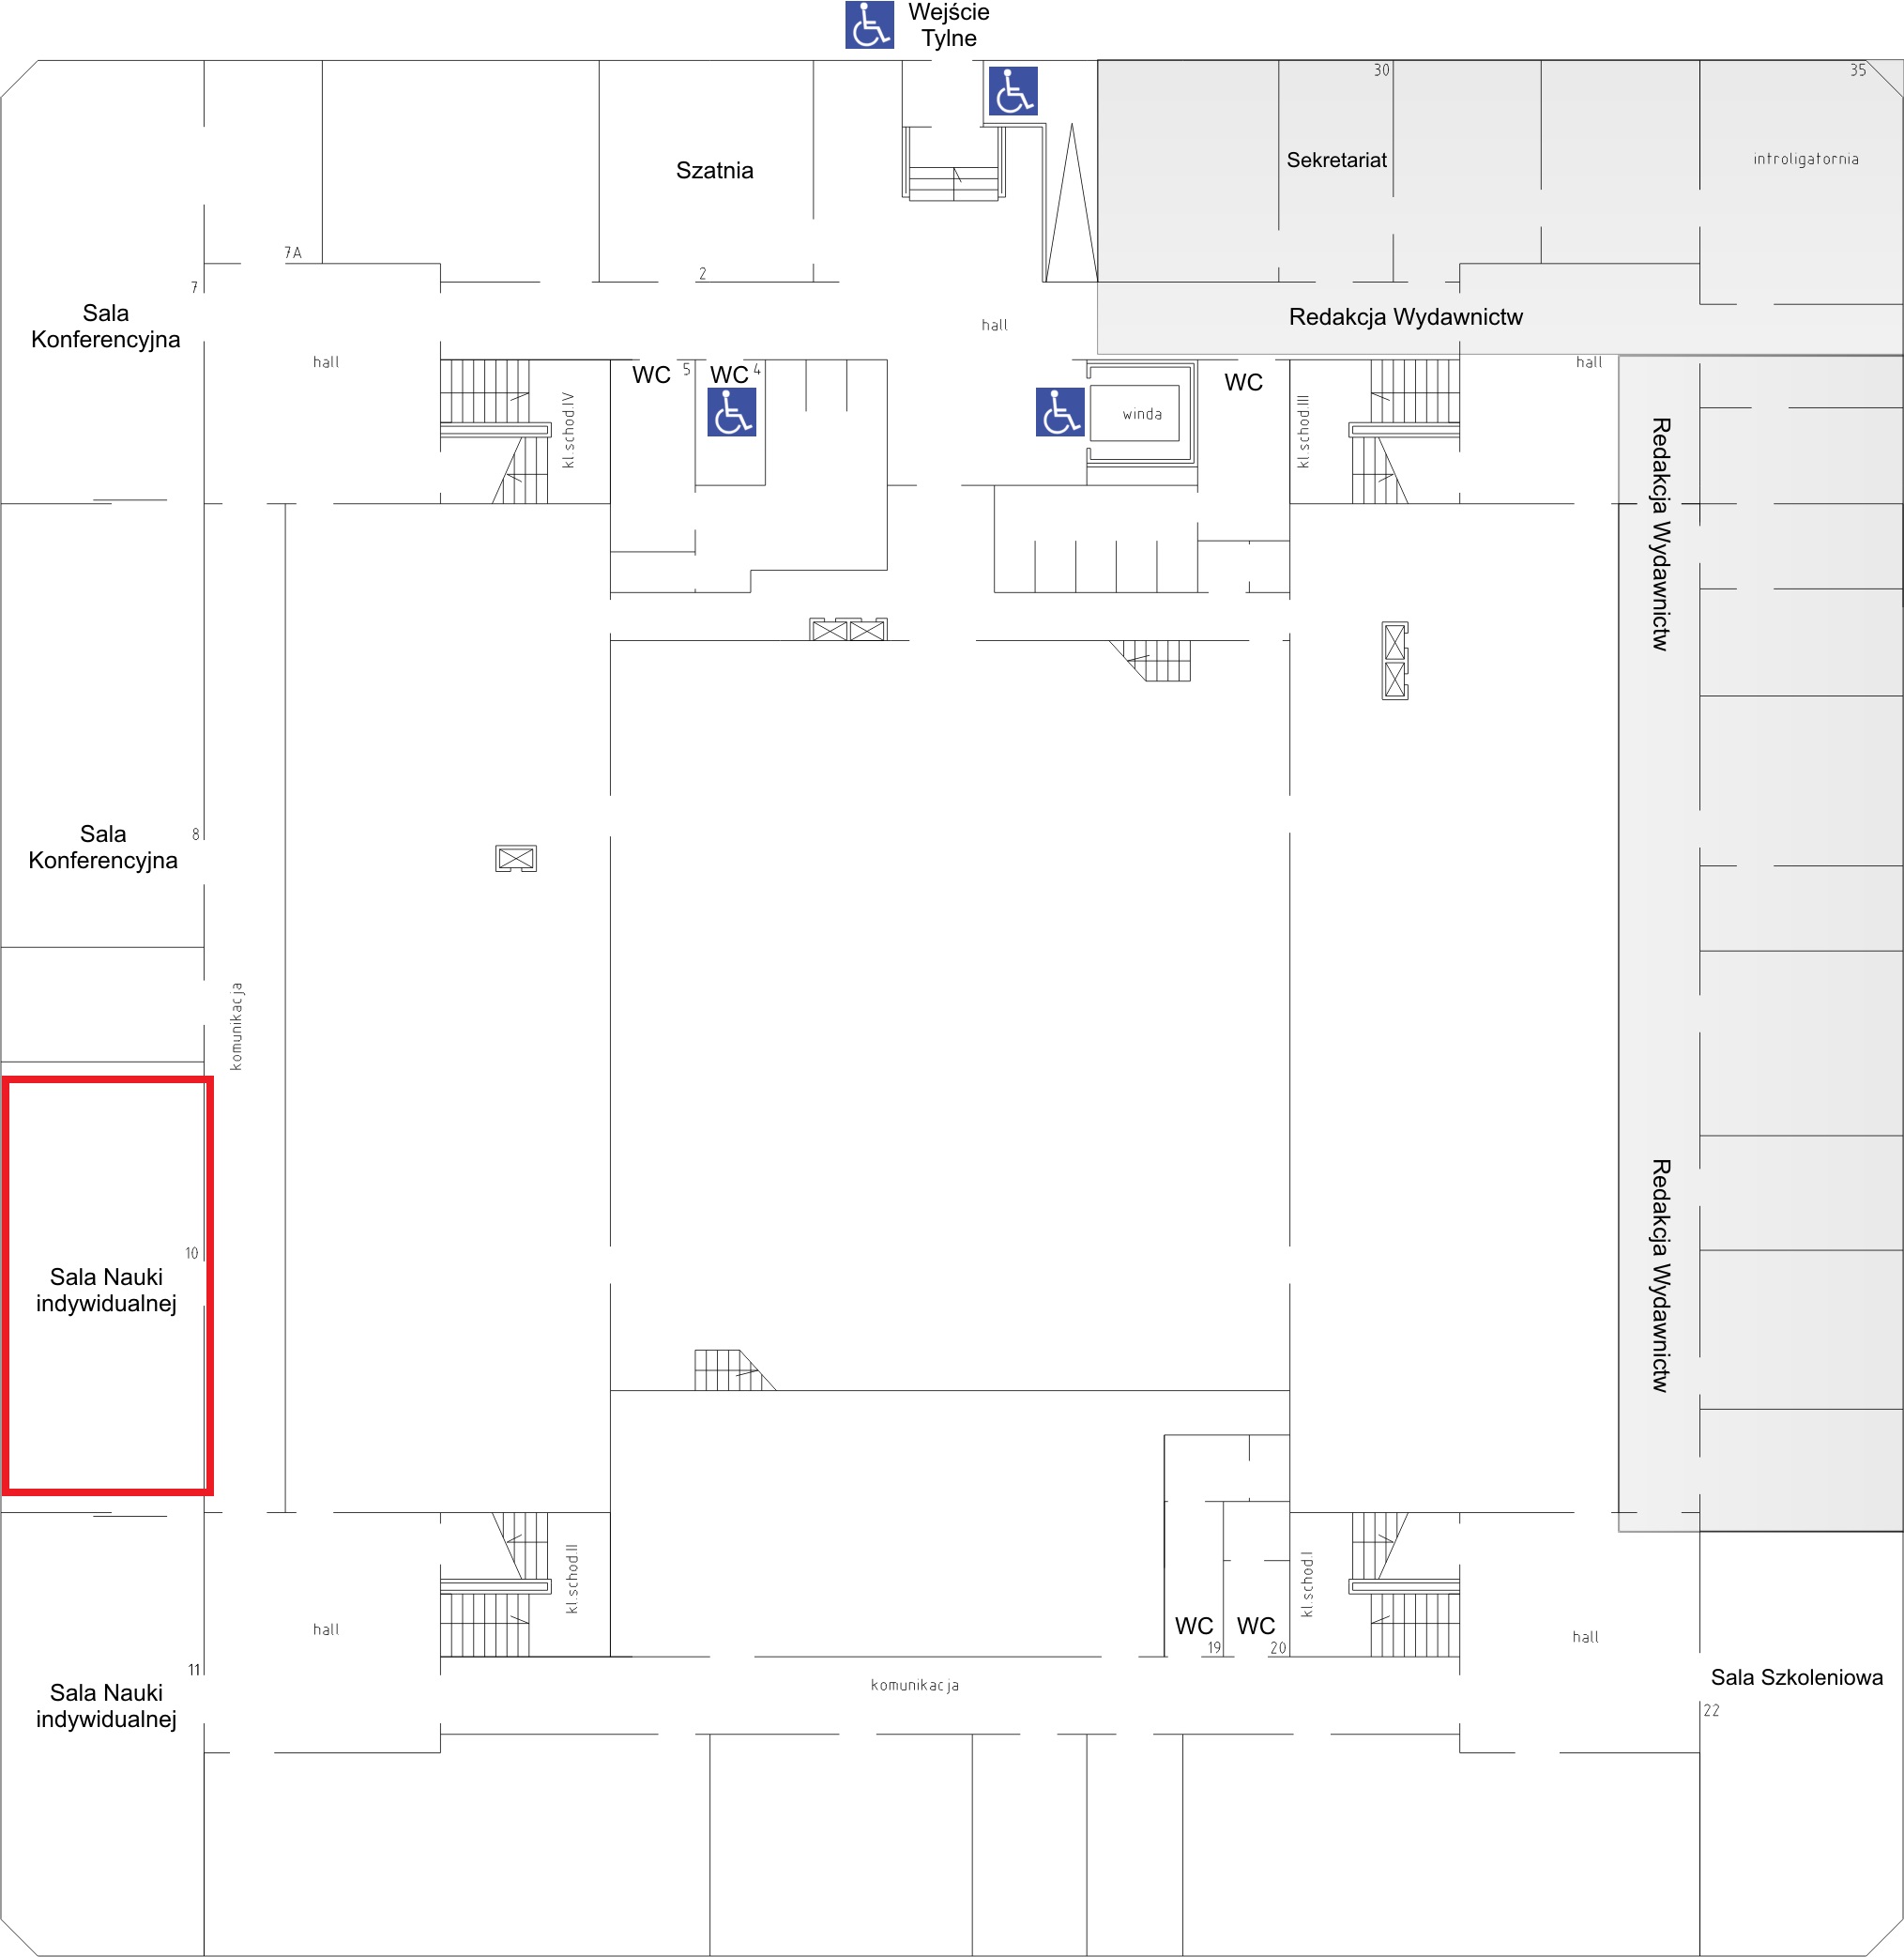 Wejście
Tylne
30
35
Szatnia
Sekretariat
introligatornia
7A
2
7
Sala
Konferencyjna
hall
Redakcja Wydawnictw
hall
hall
WC
5
WC
4
WC
kl.schod.IV
winda
kl.schod.III
Redakcja Wydawnictw
8
Sala
Konferencyjna
komunikacja
10
Sala Nauki
indywidualnej
Redakcja Wydawnictw
kl.schod.II
kl.schod.I
hall
WC
19
WC
20
hall
11
Sala Nauki
indywidualnej
komunikacja
Sala Szkoleniowa
22